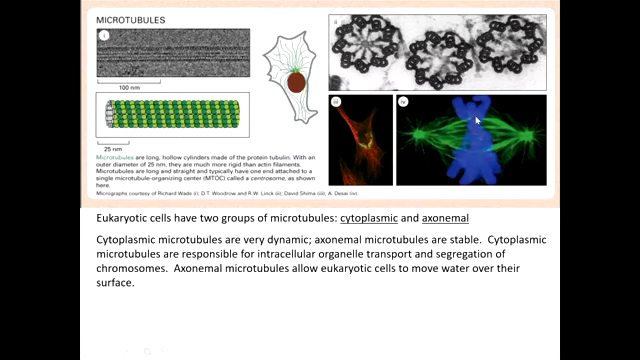 MICROTUBULES
i
100 nm
25 nm
Microtubules are long, hollow cylinders made of the protein tubulin. With an
outer diameter of 25 nm, they are much more rigid than actin filaments.
Microtubules are long and straight and typically have one end attached to a
single microtubule-organizing center (MTOC) called a centrosome, as shown
here.
Micrographs courtesy of Richard Wade (i); D.T. Woodrow and R.W. Linck (ii); David Shima (iii); A. Desai (iv).
ii
iii
iv
Eukaryotic cells have two groups of microtubules: cytoplasmic and axonemal
Cytoplasmic microtubules are very dynamic; axonemal microtubules are stable. Cytoplasmic
microtubules are responsible for intracellular organelle transport and segregation of
chromosomes. Axonemal microtubules allow eukaryotic cells to move water over their
surface.